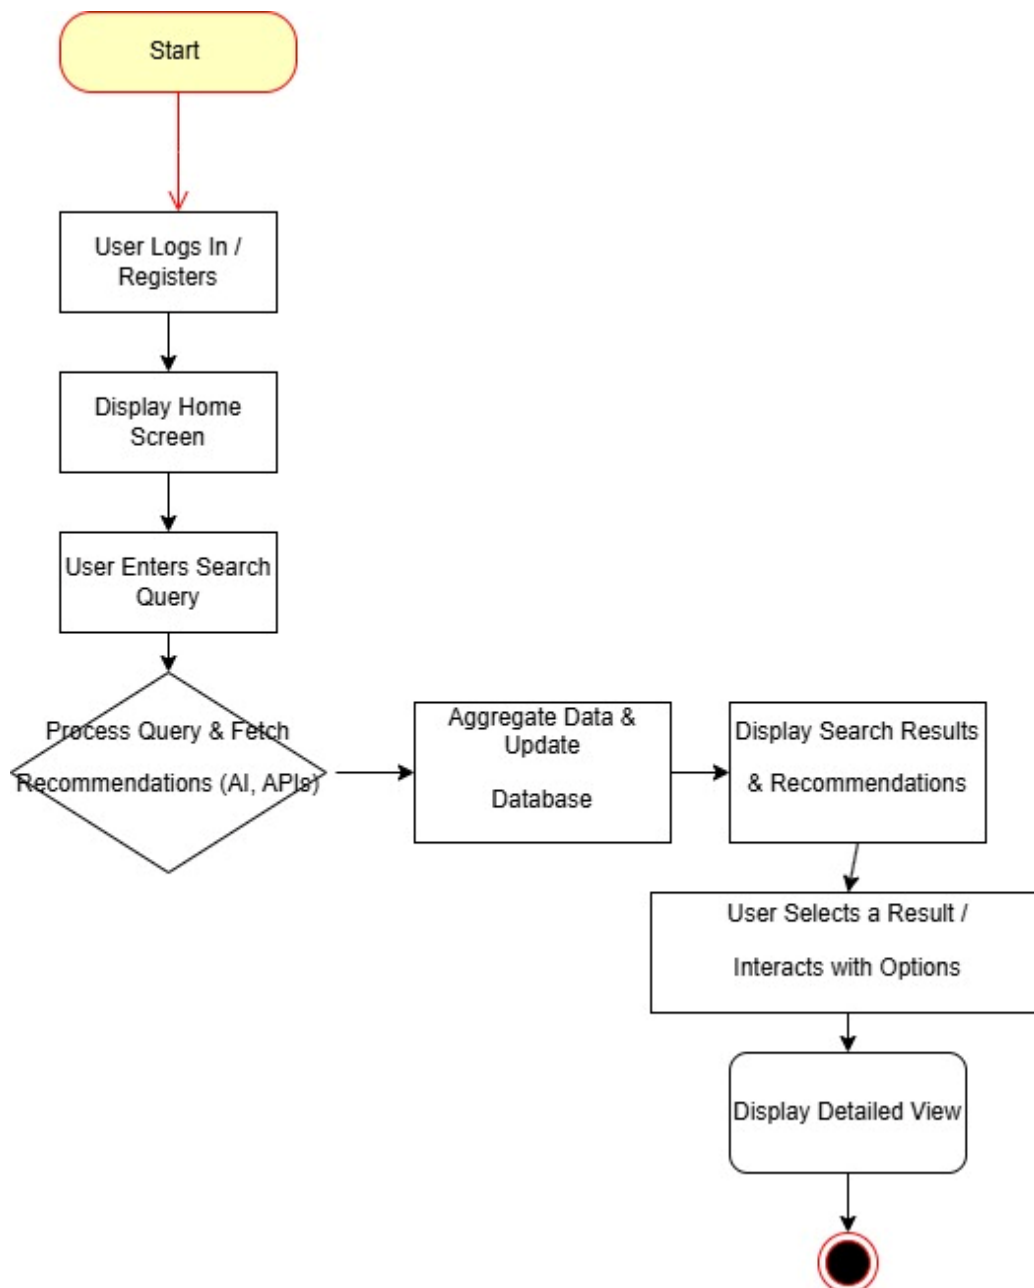 Start
User Logs In /
Registers
Display Home
Screen
User Enters Search
Query
Process Query & Fetch
Recommendations (AI, APIs)
Aggregate Data &
Update
Database
Display Search Results
& Recommendations
User Selects a Result /
Interacts with Options
Display Detailed View